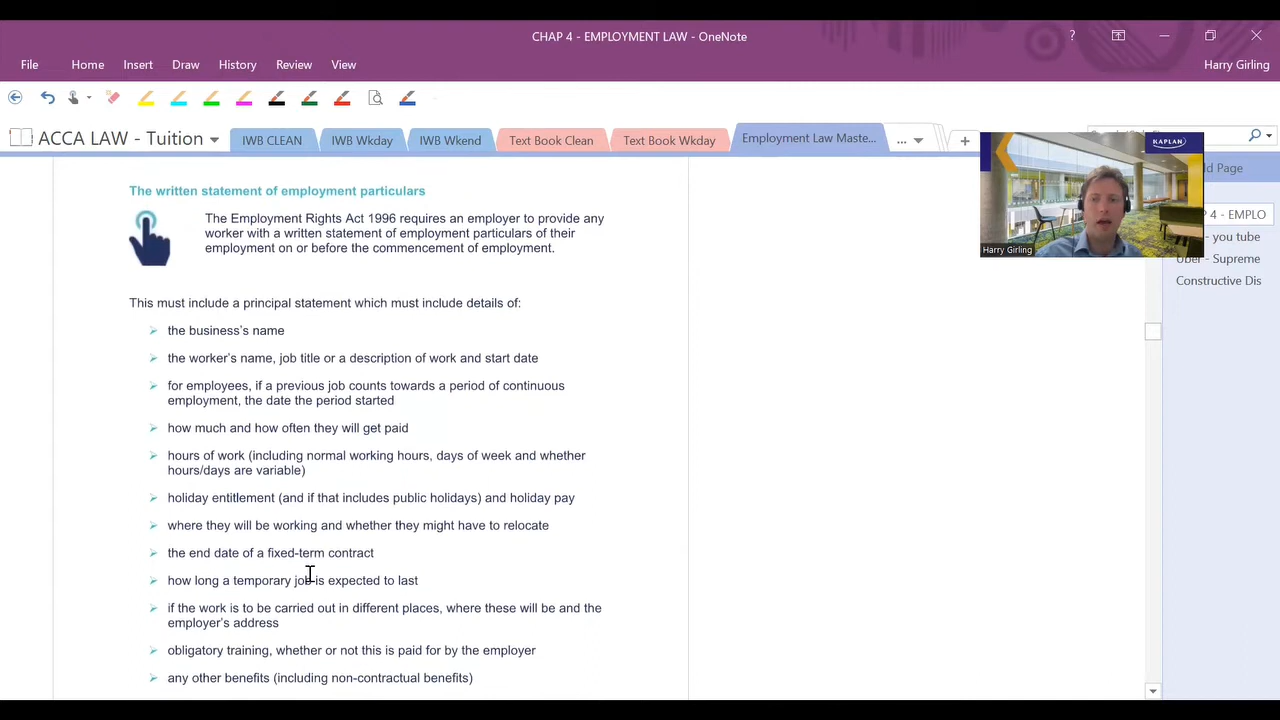 CHAP 4 - EMPLOYMENT LAW - OneNote
?
File Home Insert Draw History Review View
Harry Girling
ACCA LAW - Tuition
IWB CLEAN
IWB Wkday
IWB Wkend
Text Book Clean
Text Book Wkday
Employment Law Maste...
...
KAPLAN
Harry Girling
d Page
4 - EMPLO
- you tube
Uber - Supreme
Constructive Dis
The written statement of employment particulars
The Employment Rights Act 1996 requires an employer to provide any
worker with a written statement of employment particulars of their
employment on or before the commencement of employment.
This must include a principal statement which must include details of:
the business's name
the worker's name, job title or a description of work and start date
for employees, if a previous job counts towards a period of continuous
employment, the date the period started
how much and how often they will get paid
hours of work (including normal working hours, days of week and whether
hours/days are variable)
holiday entitlement (and if that includes public holidays) and holiday pay
where they will be working and whether they might have to relocate
the end date of a fixed-term contract
how long a temporary job is expected to last
if the work is to be carried out in different places, where these will be and the
employer's address
obligatory training, whether or not this is paid for by the employer
any other benefits (including non-contractual benefits)